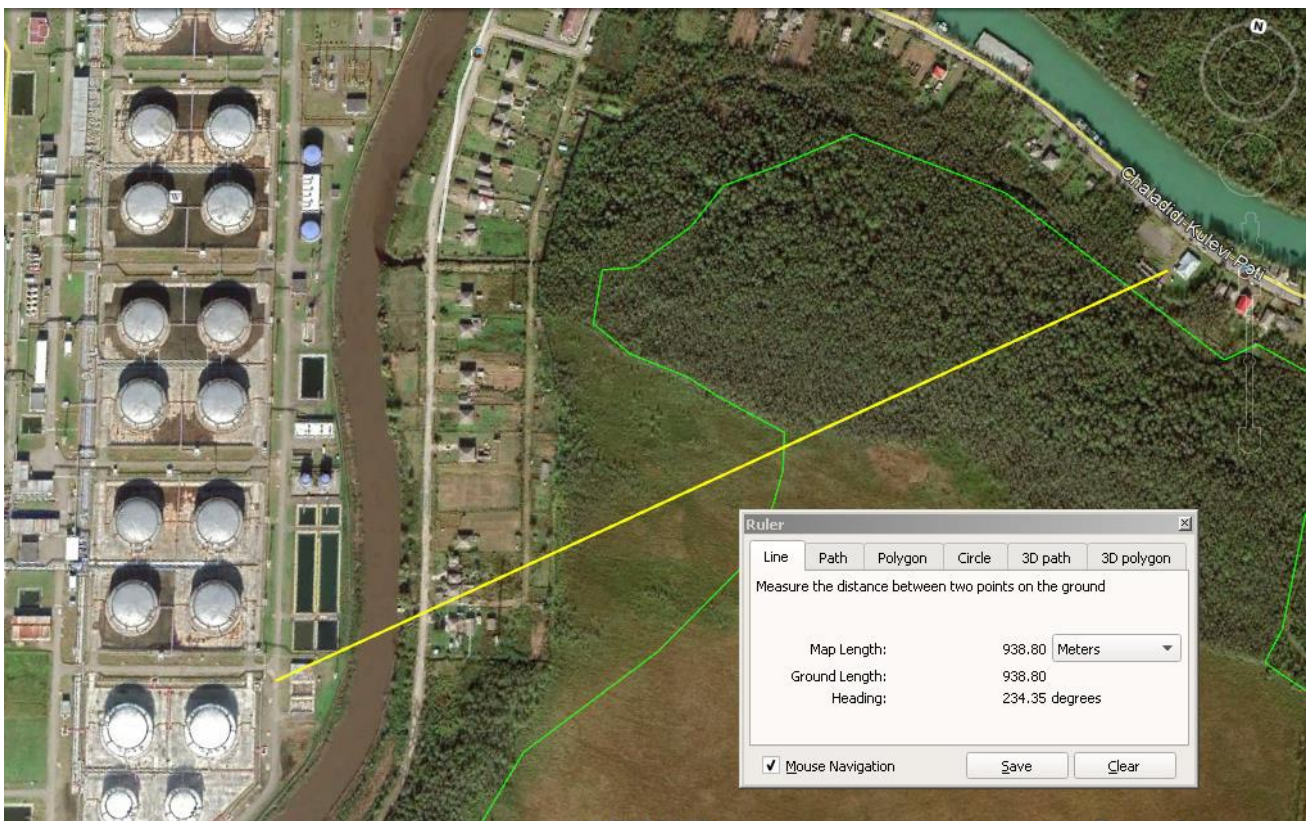 N
Chaladidi-Kulevi-Poti
Ruler
Line Path Polygon Circle 3D path 3D polygon
Measure the distance between two points on the ground
Map Length: 938.80 Meters
Ground Length: 938.80
Heading: 234.35 degrees
Mouse Navigation Save Clear